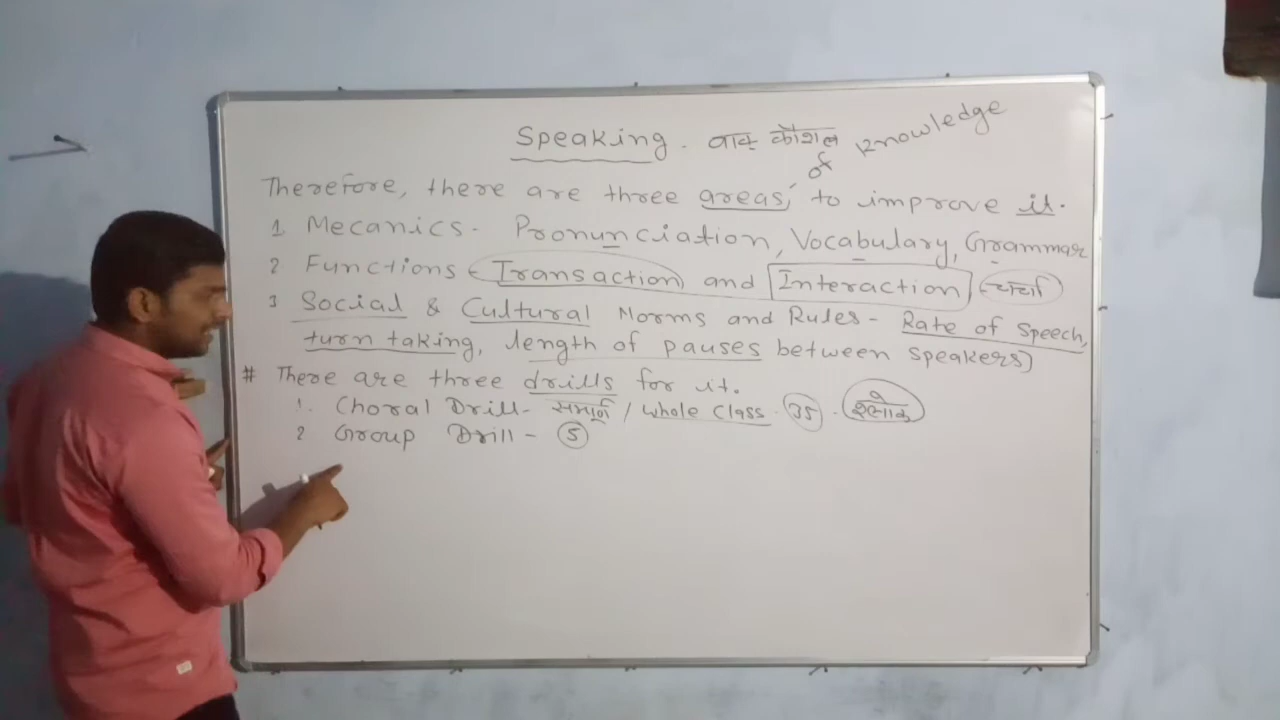 Speaking. वाक् कौशल
of knowledge
Therefore, there are three areas, to improve it.
1 Mecanics - Pronunciation, Vocabulary, Grammar
2 Functions - Transaction and Interaction (चर्चा)
3 Social & Cultural Norms and Rules - Rate of speech,
turn taking, length of pauses between speakers)
# There are three drills for it.
1. Choral Drill - सम्पूर्ण / Whole Class. 35.
2 Group Drill - 5